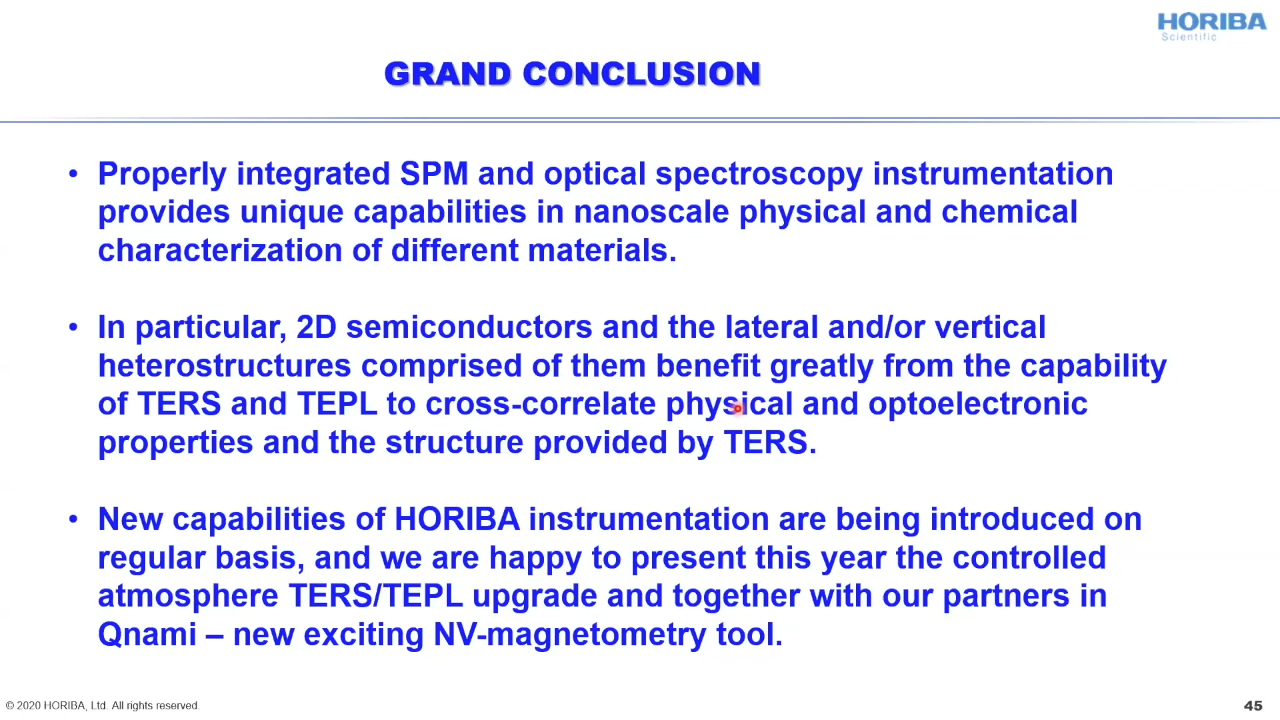 HORIBA
Scientific
GRAND CONCLUSION
• Properly integrated SPM and optical spectroscopy instrumentation
provides unique capabilities in nanoscale physical and chemical
characterization of different materials.
• In particular, 2D semiconductors and the lateral and/or vertical
heterostructures comprised of them benefit greatly from the capability
of TERS and TEPL to cross-correlate physical and optoelectronic
properties and the structure provided by TERS.
• New capabilities of HORIBA instrumentation are being introduced on
regular basis, and we are happy to present this year the controlled
atmosphere TERS/TEPL upgrade and together with our partners in
Qnami – new exciting NV-magnetometry tool.
© 2020 HORIBA, Ltd. All rights reserved.
45